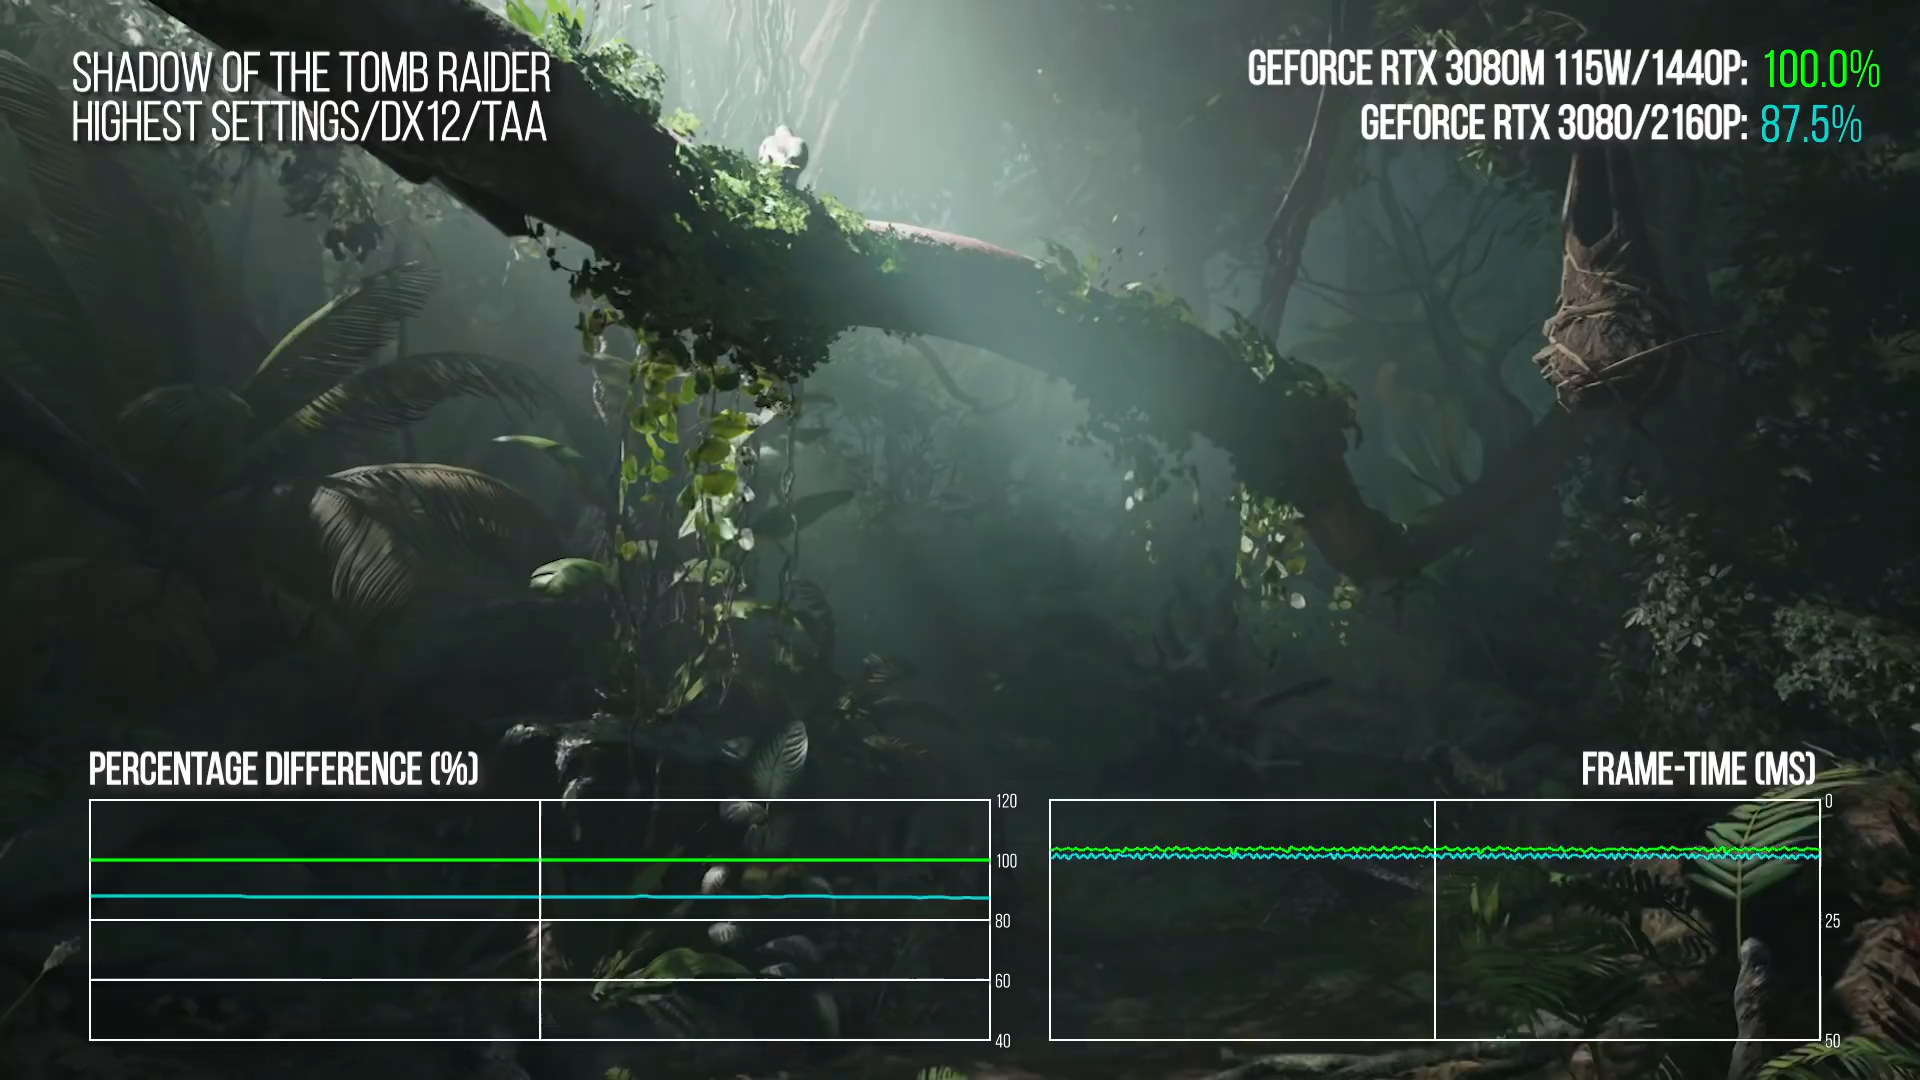 SHADOW OF THE TOMB RAIDER
HIGHEST SETTINGS/DX12/TAA
GEFORCE RTX 3080M 115W/1440P: 100.0%
GEFORCE RTX 3080/2160P: 87.5%
PERCENTAGE DIFFERENCE (%)
120
100
80
60
40
FRAME-TIME (MS)
0
25
50